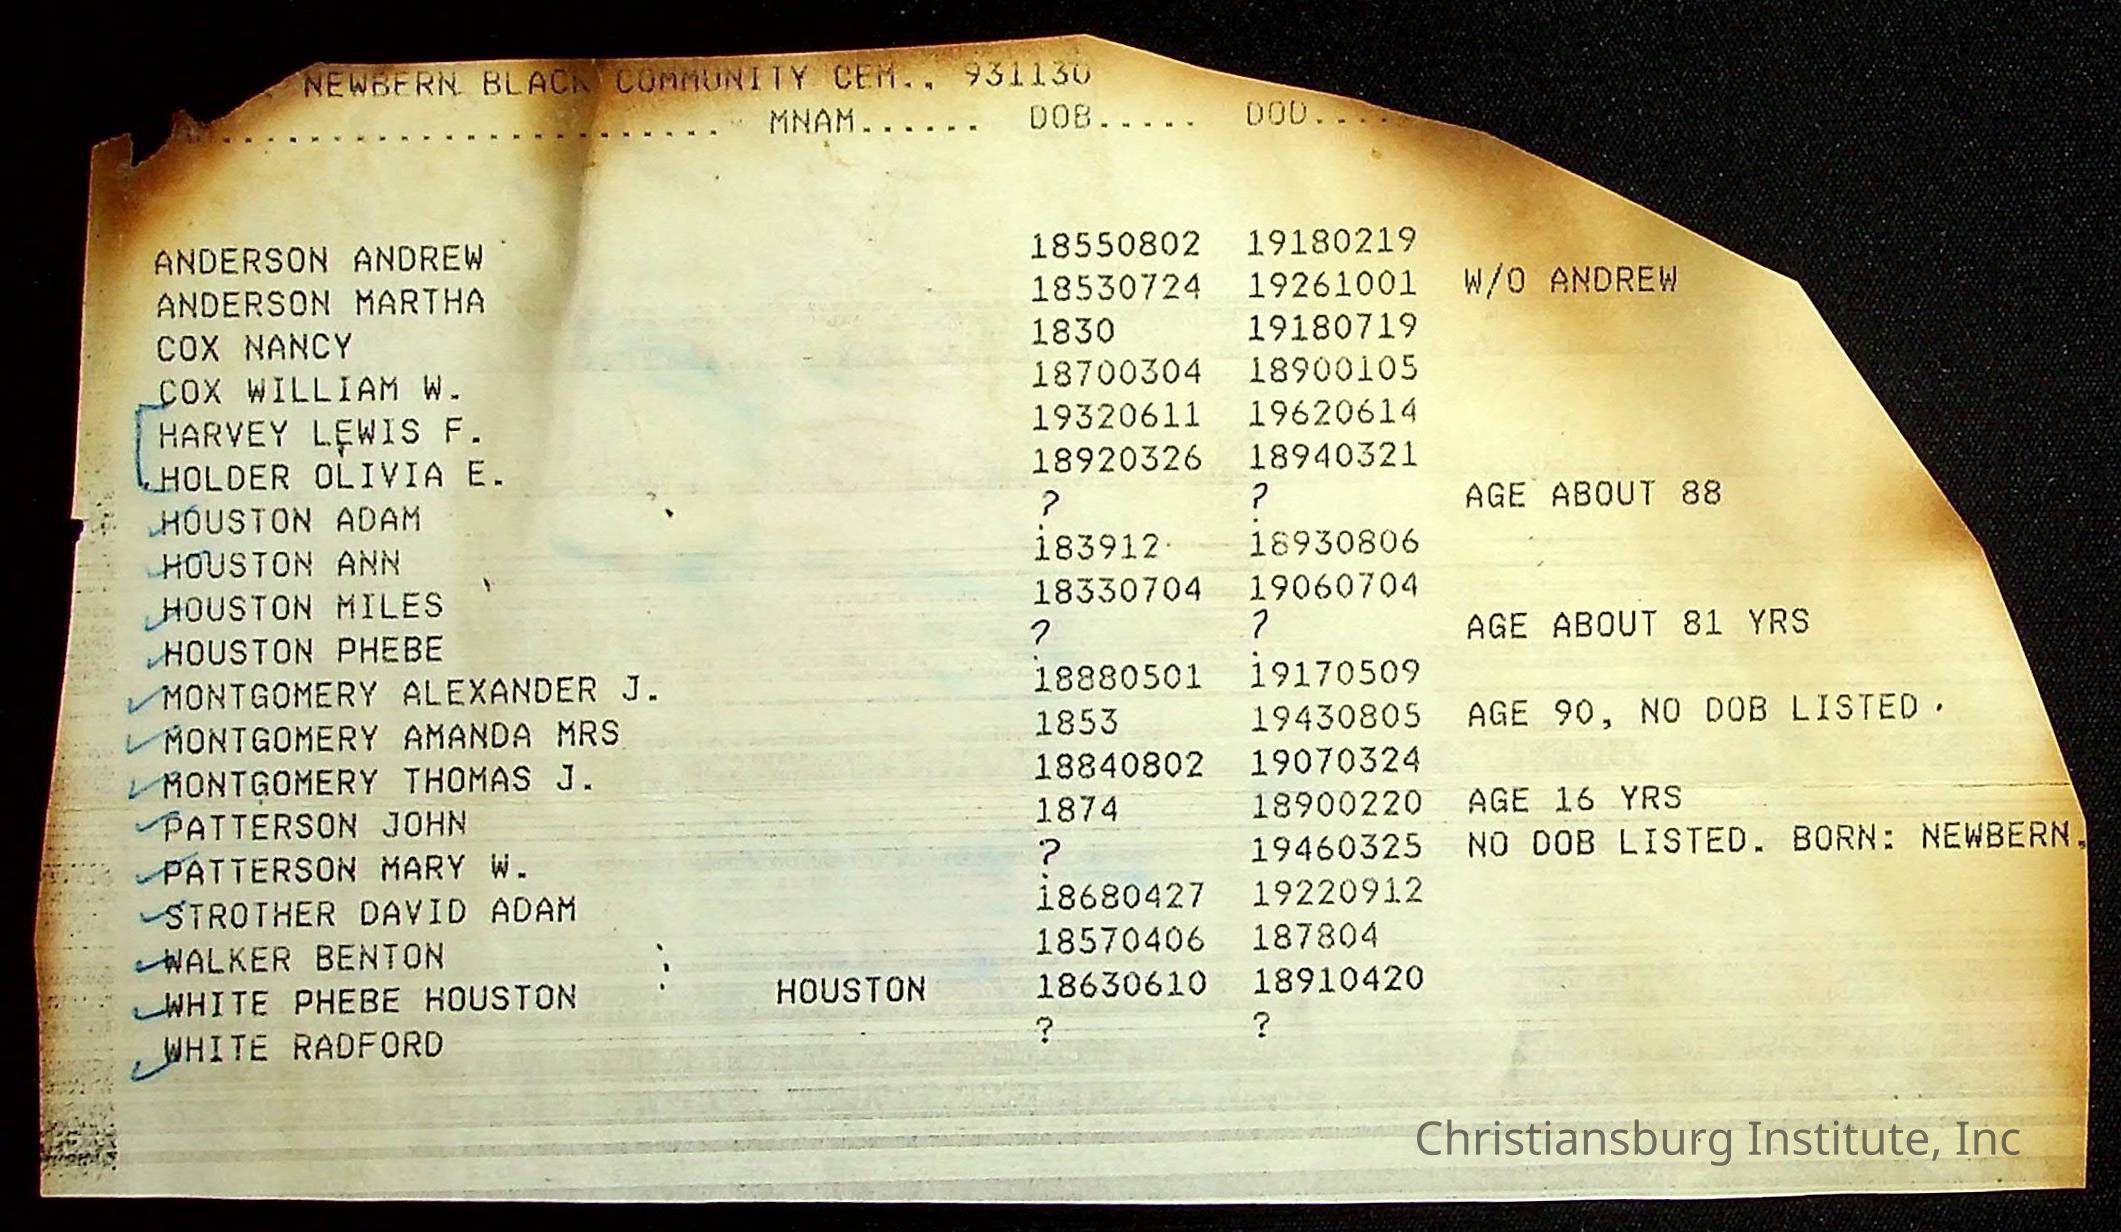 NEWBERN BLACK COMMUNITY CEM., 931130
......................... MNAM...... DOB..... DOD....
ANDERSON ANDREW 18550802 19180219
ANDERSON MARTHA 18530724 19261001 W/O ANDREW
COX NANCY 1830 19180719
COX WILLIAM W. 18700304 18900105
HARVEY LEWIS F. 19320611 19620614
HOLDER OLIVIA E. 18920326 18940321
HOUSTON ADAM ? ? AGE ABOUT 88
HOUSTON ANN 183912 18930806
HOUSTON MILES 18330704 19060704
HOUSTON PHEBE ? ? AGE ABOUT 81 YRS
MONTGOMERY ALEXANDER J. 18880501 19170509
MONTGOMERY AMANDA MRS 1853 19430805 AGE 90, NO DOB LISTED.
MONTGOMERY THOMAS J. 18840802 19070324
PATTERSON JOHN 1874 18900220 AGE 16 YRS
PATTERSON MARY W. ? 19460325 NO DOB LISTED. BORN: NEWBERN,
STROTHER DAVID ADAM 18680427 19220912
WALKER BENTON 18570406 187804
WHITE PHEBE HOUSTON HOUSTON 18630610 18910420
WHITE RADFORD ? ?
Christiansburg Institute, Inc